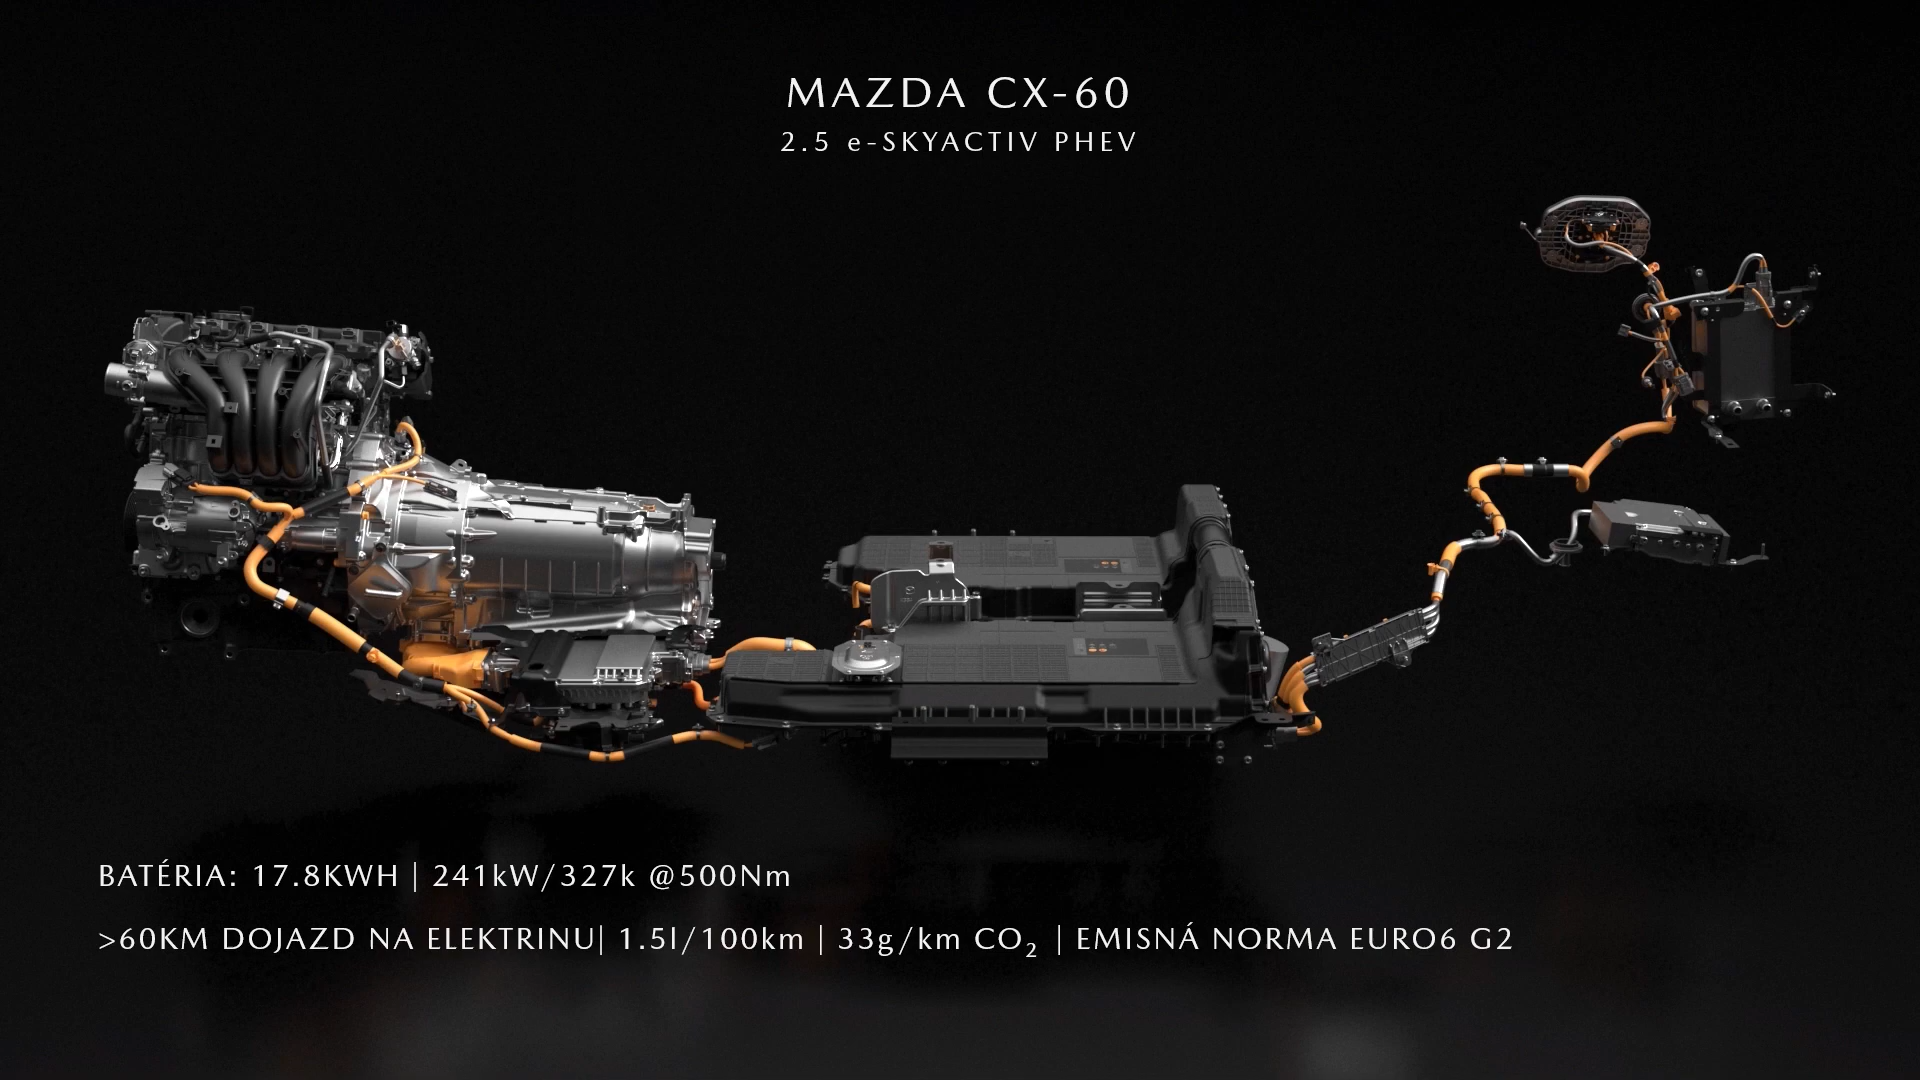 MAZDA CX-60
2.5 e-SKYACTIV PHEV
BATÉRIA: 17.8KWH | 241kW/327k @500Nm
>60KM DOJAZD NA ELEKTRINU| 1.5l/100km | 33g/km CO₂ | EMISNÁ NORMA EURO6 G2